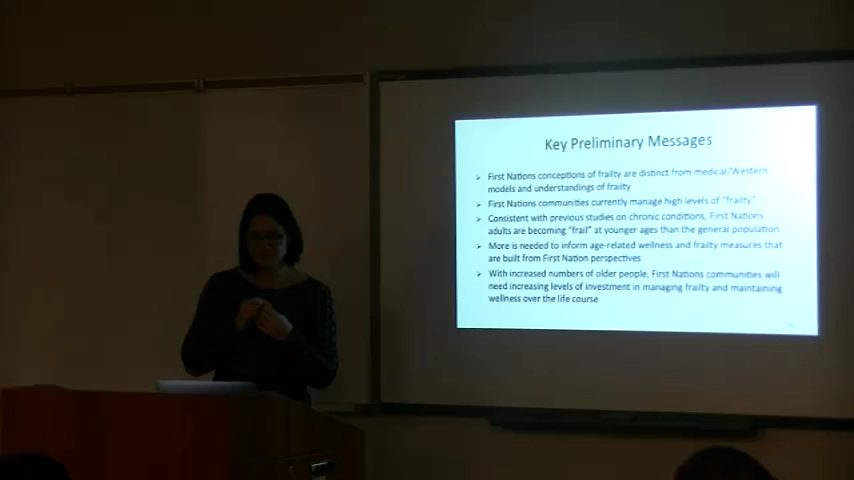 Key Preliminary Messages
➢ First Nations conceptions of frailty are distinct from medical/Western
models and understandings of frailty
➢ First Nations communities currently manage high levels of "frailty"
➢ Consistent with previous studies on chronic conditions, First Nations
adults are becoming "frail" at younger ages than the general population.
➢ More is needed to inform age-related wellness and frailty measures that
are built from First Nation perspectives
➢ With increased numbers of older people, First Nations communities will
need increasing levels of investment in managing frailty and maintaining
wellness over the life course